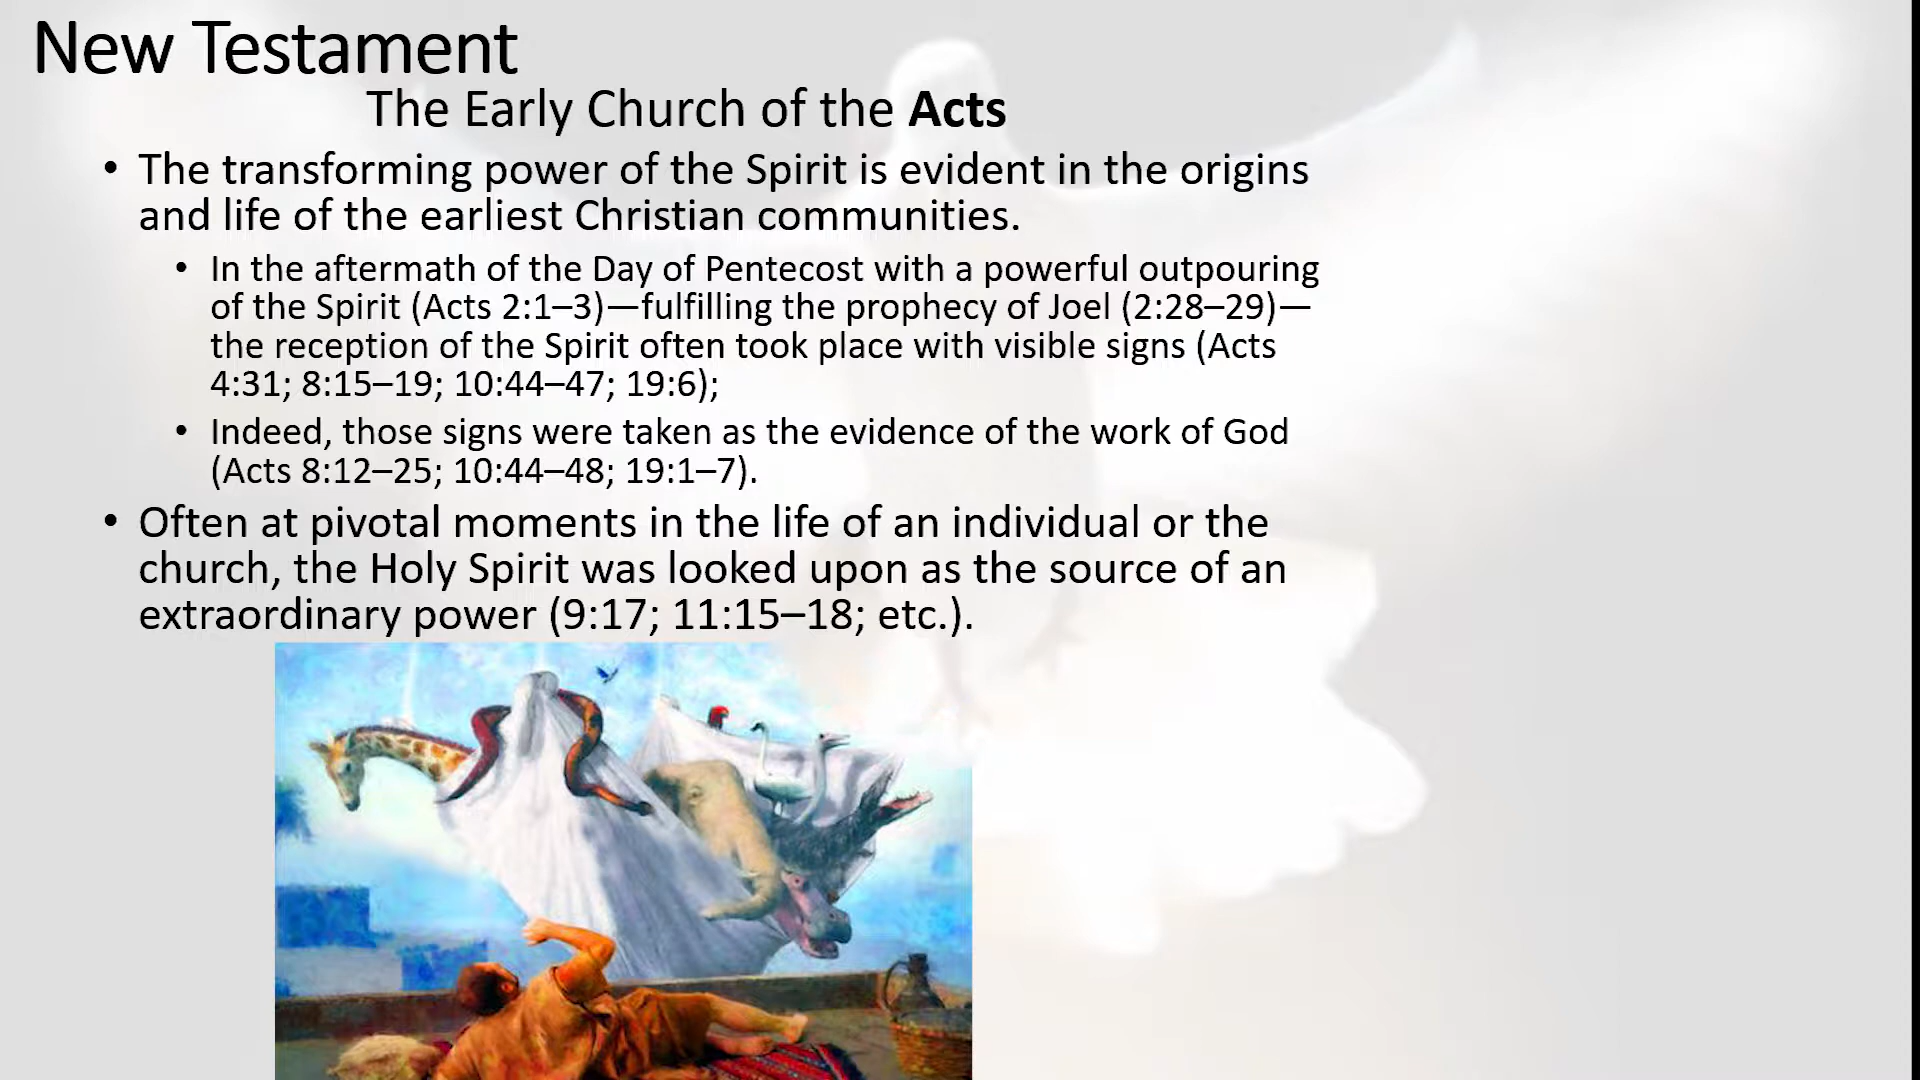 New Testament
The Early Church of the Acts
• The transforming power of the Spirit is evident in the origins
and life of the earliest Christian communities.
• In the aftermath of the Day of Pentecost with a powerful outpouring
of the Spirit (Acts 2:1–3)—fulfilling the prophecy of Joel (2:28–29)—
the reception of the Spirit often took place with visible signs (Acts
4:31; 8:15–19; 10:44–47; 19:6);
• Indeed, those signs were taken as the evidence of the work of God
(Acts 8:12–25; 10:44–48; 19:1–7).
• Often at pivotal moments in the life of an individual or the
church, the Holy Spirit was looked upon as the source of an
extraordinary power (9:17; 11:15–18; etc.).